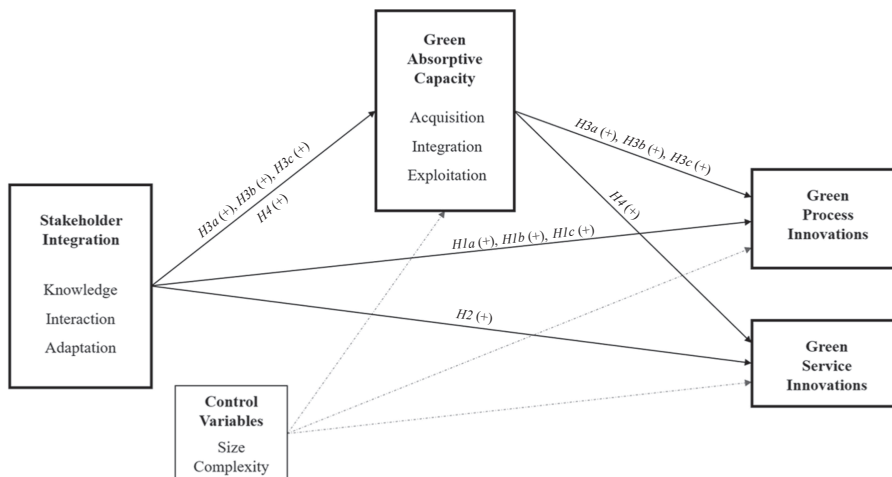 Green
Absorptive
Capacity
Acquisition
Integration
Exploitation
H3a (+), H3b (+), H3c (+)
H4 (+)
H3a (+), H3b (+), H3c (+)
H4 (+)
Stakeholder
Integration
Knowledge
Interaction
Adaptation
H1a (+), H1b (+), H1c (+)
H2 (+)
Green
Process
Innovations
Green
Service
Innovations
Control
Variables
Size
Complexity